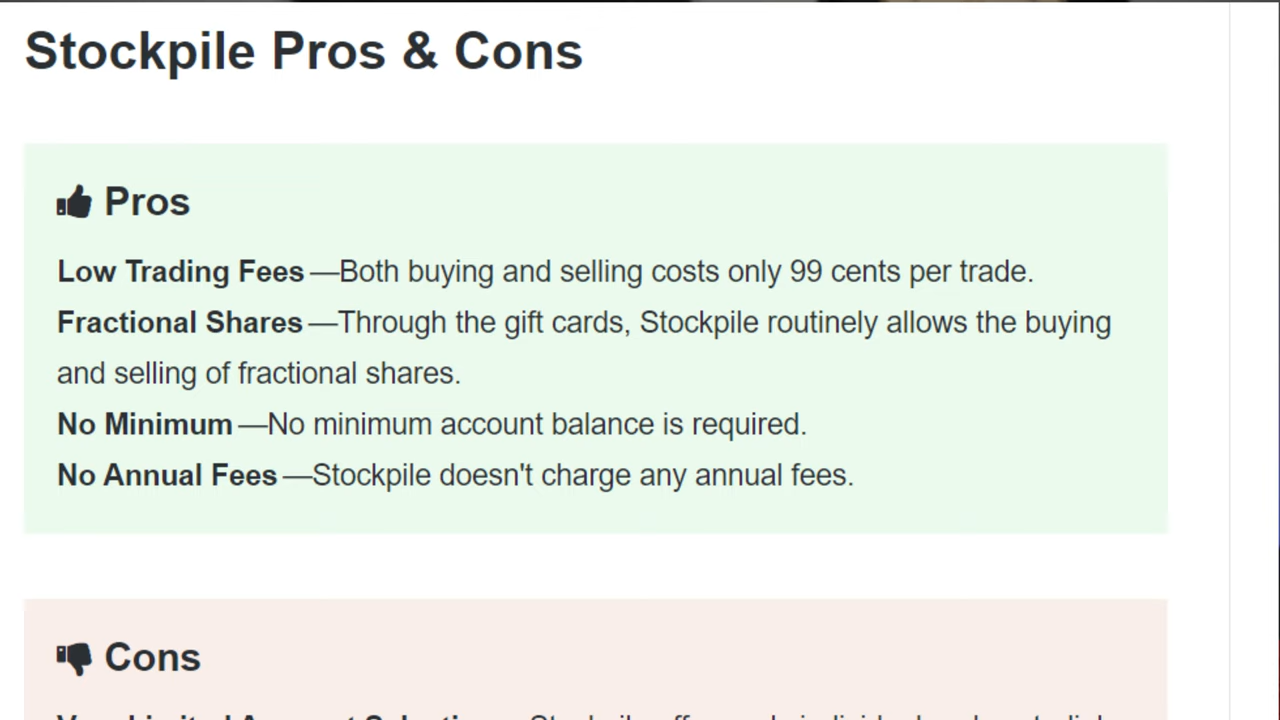 Stockpile Pros & Cons
Pros
Low Trading Fees —Both buying and selling costs only 99 cents per trade.
Fractional Shares —Through the gift cards, Stockpile routinely allows the buying
and selling of fractional shares.
No Minimum —No minimum account balance is required.
No Annual Fees —Stockpile doesn't charge any annual fees.
Cons